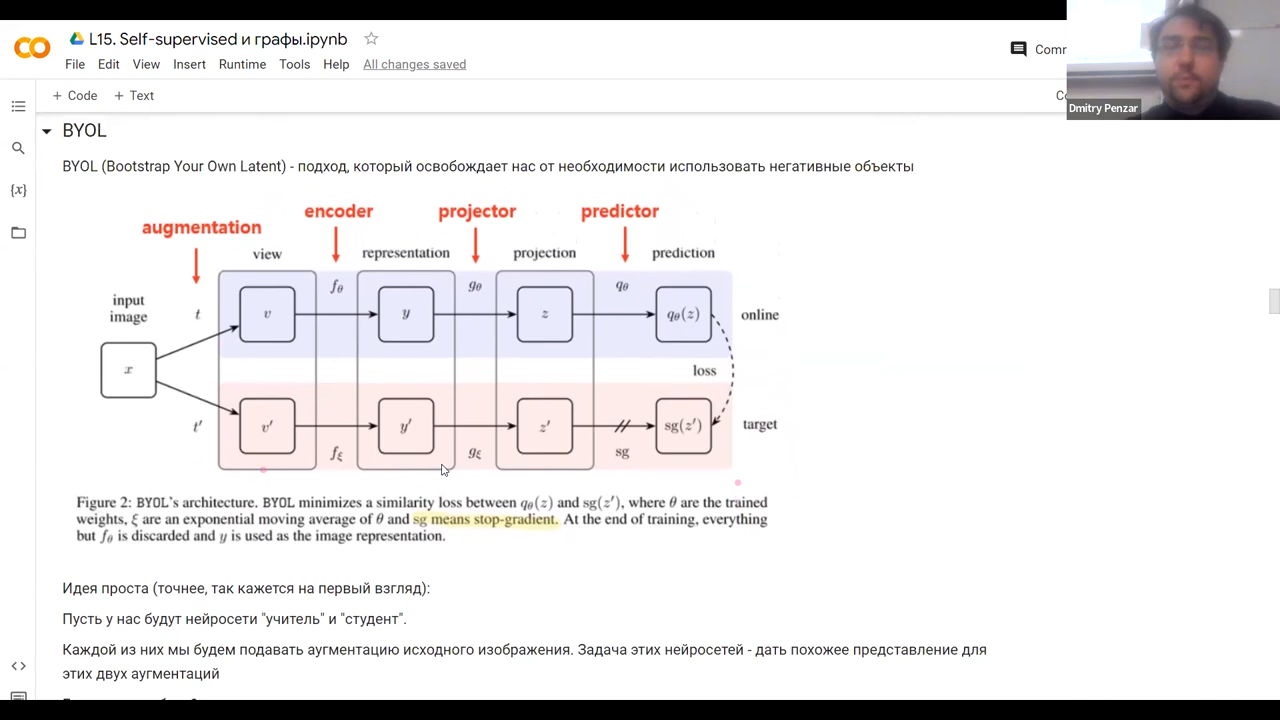 L15. Self-supervised и графы.ipynb
File Edit View Insert Runtime Tools Help All changes saved
+ Code + Text
Dmitry Penzar
BYOL
BYOL (Bootstrap Your Own Latent) - подход, который освобождает нас от необходимости использовать негативные объекты
encoder projector predictor
augmentation
view representation projection prediction
input
image
t fθ gθ qθ
v y z qθ(z) online
x loss
v′ y′ z′ sg(z′) target
t′ fξ gξ sg
Figure 2: BYOL's architecture. BYOL minimizes a similarity loss between qθ(z) and sg(z′), where θ are the trained
weights, ξ are an exponential moving average of θ and sg means stop-gradient. At the end of training, everything
but fθ is discarded and y is used as the image representation.
Идея проста (точнее, так кажется на первый взгляд):
Пусть у нас будут нейросети "учитель" и "студент".
Каждой из них мы будем подавать аугментацию исходного изображения. Задача этих нейросетей - дать похожее представление для
этих двух аугментаций